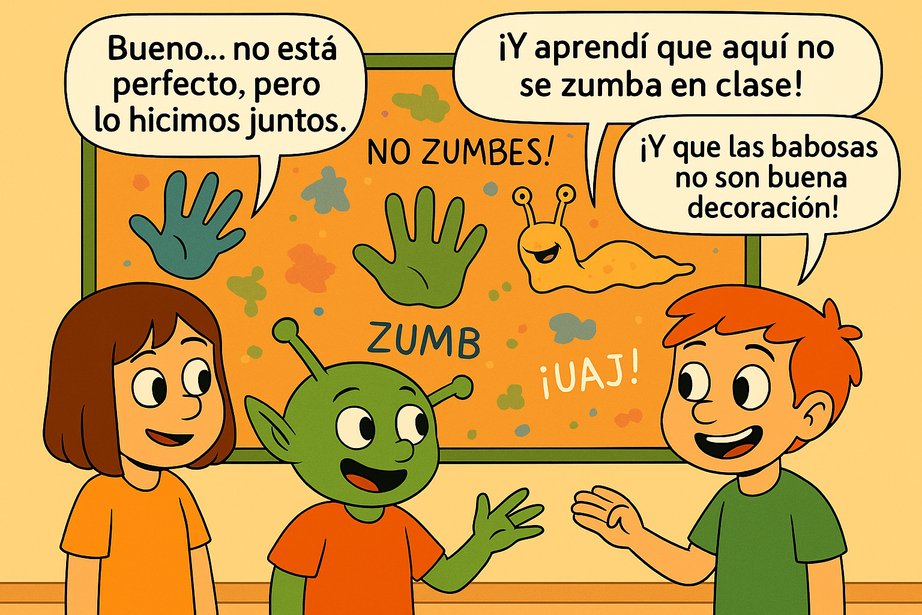 Bueno... no está
perfecto, pero
lo hicimos juntos.
¡Y aprendí que aquí no
se zumba en clase!
¡Y que las babosas
no son buena
decoración!
NO ZUMBES!
ZUMB
¡UAJ!